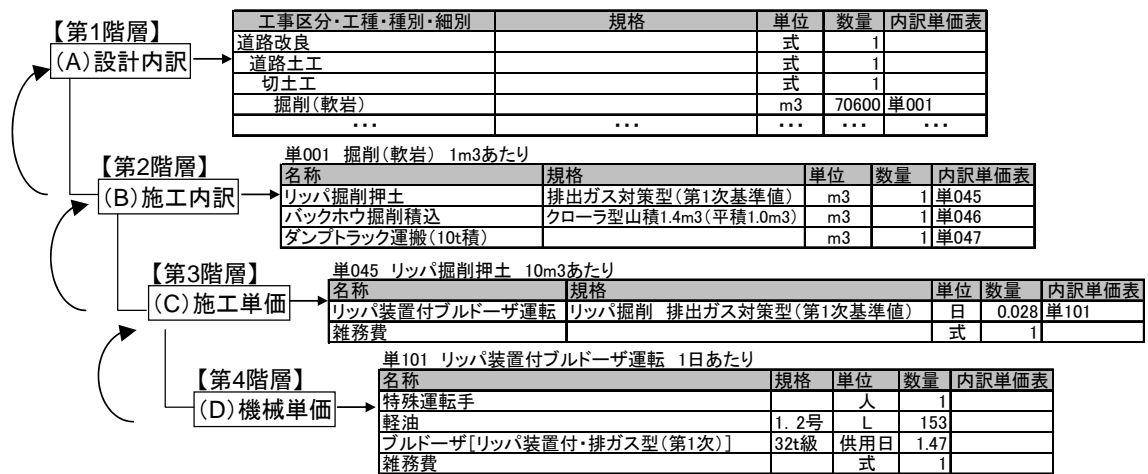 【第1階層】
(A)設計内訳
工事区分・工種・種別・細別 規格 単位 数量 内訳単価表
道路改良 式 1
道路土工 式 1
切土工 式 1
掘削(軟岩) m3 70600 単001
・・・ ・・・ ・・・ ・・・ ・・・
【第2階層】
(B)施工内訳
単001 掘削(軟岩) 1m3あたり
名称 規格 単位 数量 内訳単価表
リッパ掘削押土 排出ガス対策型(第1次基準値) m3 1 単045
バックホウ掘削積込 クローラ型山積1.4m3(平積1.0m3) m3 1 単046
ダンプトラック運搬(10t積) m3 1 単047
【第3階層】
(C)施工単価
単045 リッパ掘削押土 10m3あたり
名称 規格 単位 数量 内訳単価表
リッパ装置付ブルドーザ運転 リッパ掘削 排出ガス対策型(第1次基準値) 日 0.028 単101
雑務費 式 1
【第4階層】
(D)機械単価
単101 リッパ装置付ブルドーザ運転 1日あたり
名称 規格 単位 数量 内訳単価表
特殊運転手 人 1
軽油 1.2号 L 153
ブルドーザ[リッパ装置付・排ガス型(第1次)] 32t級 供用日 1.47
雑務費 式 1